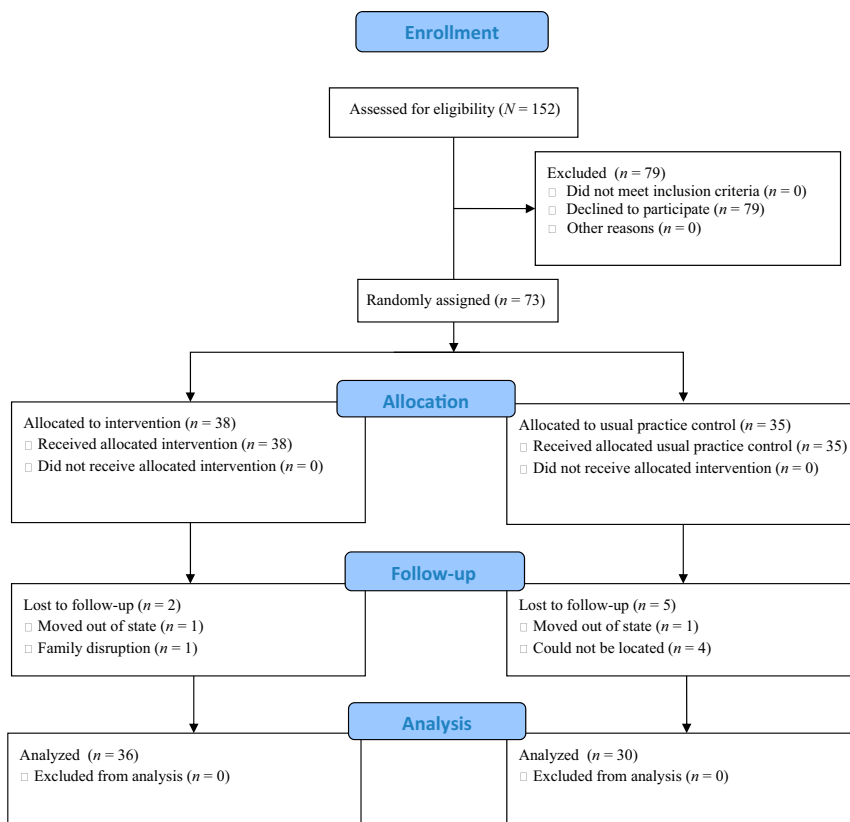 Enrollment
Assessed for eligibility (N = 152)
Excluded (n = 79)
Did not meet inclusion criteria (n = 0)
Declined to participate (n = 79)
Other reasons (n = 0)
Randomly assigned (n = 73)
Allocation
Allocated to intervention (n = 38)
Received allocated intervention (n = 38)
Did not receive allocated intervention (n = 0)
Allocated to usual practice control (n = 35)
Received allocated usual practice control (n = 35)
Did not receive allocated intervention (n = 0)
Follow-up
Lost to follow-up (n = 2)
Moved out of state (n = 1)
Family disruption (n = 1)
Lost to follow-up (n = 5)
Moved out of state (n = 1)
Could not be located (n = 4)
Analysis
Analyzed (n = 36)
Excluded from analysis (n = 0)
Analyzed (n = 30)
Excluded from analysis (n = 0)